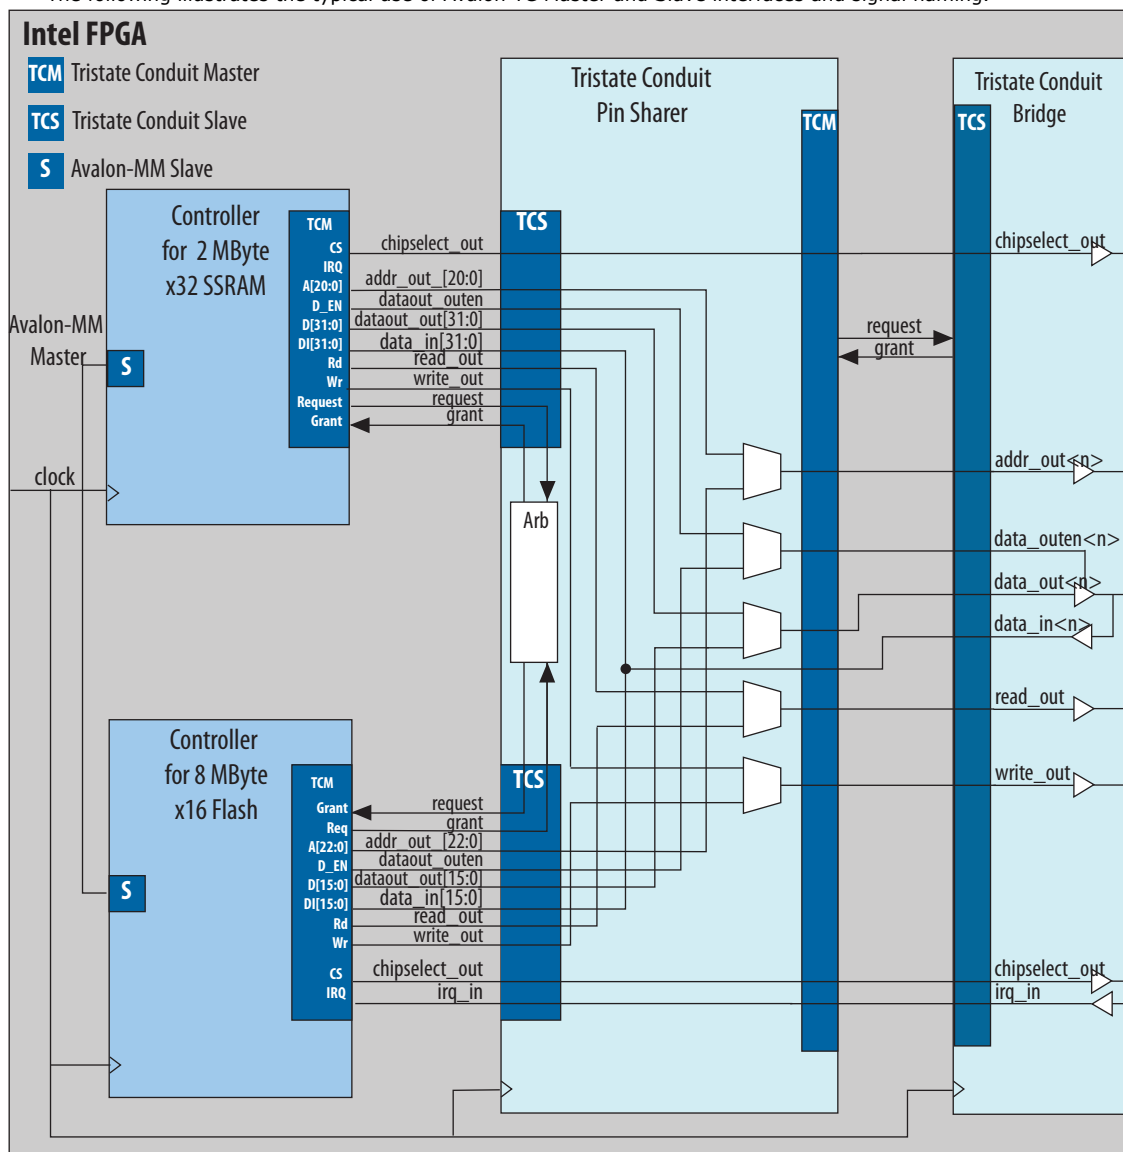 Intel FPGA
TCM Tristate Conduit Master
TCS Tristate Conduit Slave
S Avalon-MM Slave
Controller
for 2 MByte
x32 SSRAM
TCM
CS
IRQ
A[20:0]
D_EN
D[31:0]
DI[31:0]
Rd
Wr
Request
Grant
chipselect_out
addr_out_[20:0]
dataout_outen
dataout_out[31:0]
data_in[31:0]
read_out
write_out
request
grant
Avalon-MM
Master
S
clock
Tristate Conduit
Pin Sharer
TCS
TCM
Arb
request
grant
Tristate Conduit
Bridge
TCS
chipselect_out
addr_out<n>
data_outen<n>
data_out<n>
data_in<n>
read_out
write_out
chipselect_out
irq_in
Controller
for 8 MByte
x16 Flash
S
TCM
Grant
Req
A[22:0]
D_EN
D[15:0]
DI[15:0]
Rd
Wr
CS
IRQ
request
grant
addr_out_[22:0]
dataout_outen
dataout_out[15:0]
data_in[15:0]
read_out
write_out
chipselect_out
irq_in
TCS